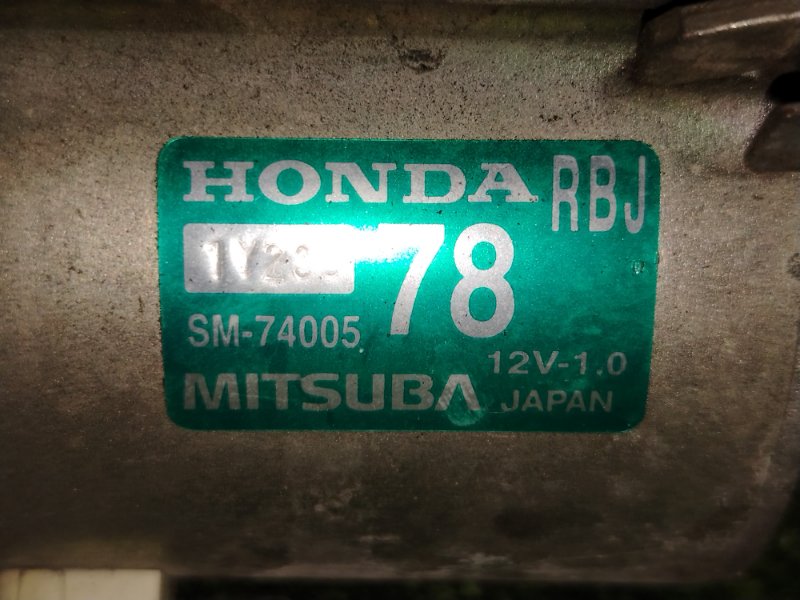 HONDA RBJ
78
SM-74005
12V-1.0
MITSUBA JAPAN